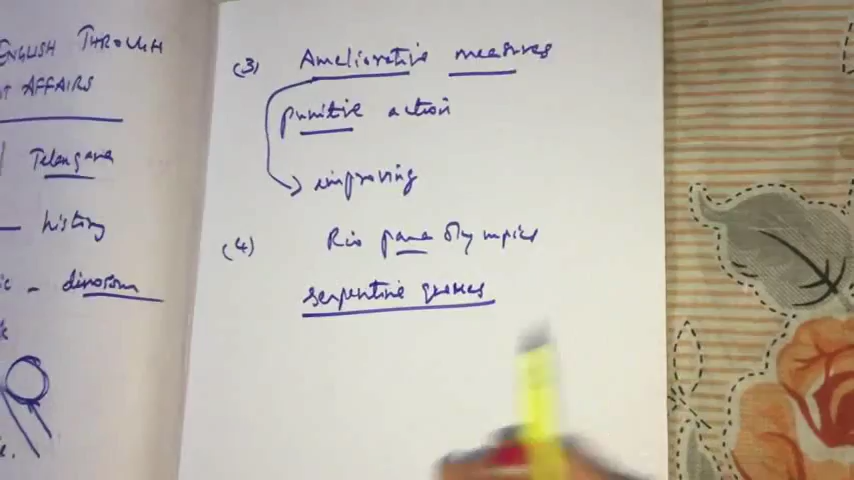 ENGLISH THROUGH
AFFAIRS
Telangana
history
- dinosaur
(3) Ameliorative measures
punitive action
improving
(4) Rio para Olympics
serpentine queues